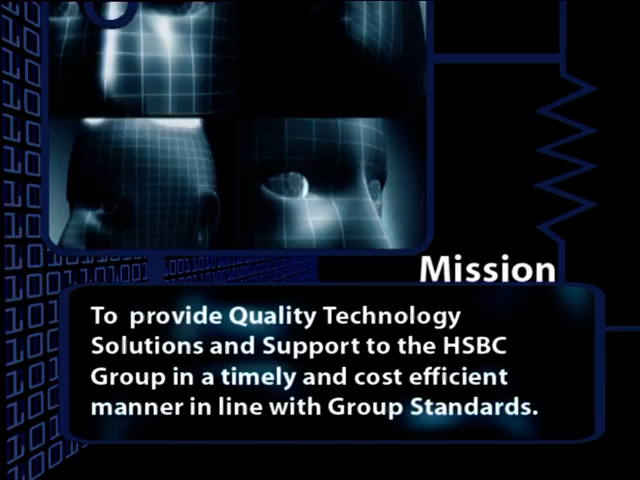 Mission
To provide Quality Technology
Solutions and Support to the HSBC
Group in a timely and cost efficient
manner in line with Group Standards.